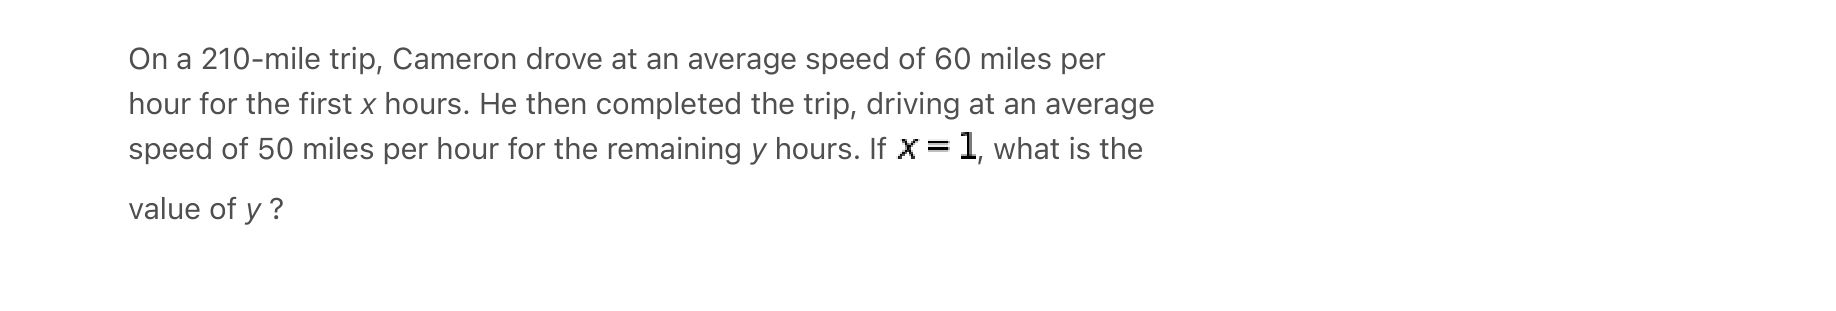 On a 210-mile trip, Cameron drove at an average speed of 60 miles per
hour for the first x hours. He then completed the trip, driving at an average
speed of 50 miles per hour for the remaining y hours. If x = 1, what is the
value of y ?